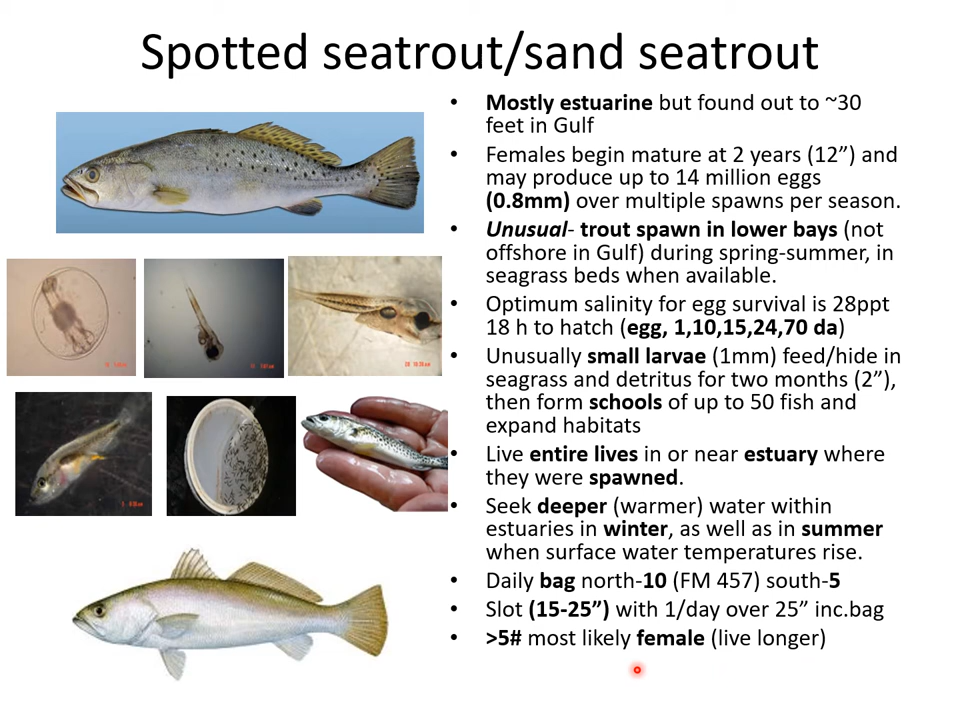 Spotted seatrout/sand seatrout
• Mostly estuarine but found out to ~30
feet in Gulf
• Females begin mature at 2 years (12”) and
may produce up to 14 million eggs
(0.8mm) over multiple spawns per season.
• Unusual- trout spawn in lower bays (not
offshore in Gulf) during spring-summer, in
seagrass beds when available.
• Optimum salinity for egg survival is 28ppt
18 h to hatch (egg, 1,10,15,24,70 da)
• Unusually small larvae (1mm) feed/hide in
seagrass and detritus for two months (2”),
then form schools of up to 50 fish and
expand habitats
• Live entire lives in or near estuary where
they were spawned.
• Seek deeper (warmer) water within
estuaries in winter, as well as in summer
when surface water temperatures rise.
• Daily bag north-10 (FM 457) south-5
• Slot (15-25”) with 1/day over 25” inc.bag
• >5# most likely female (live longer)